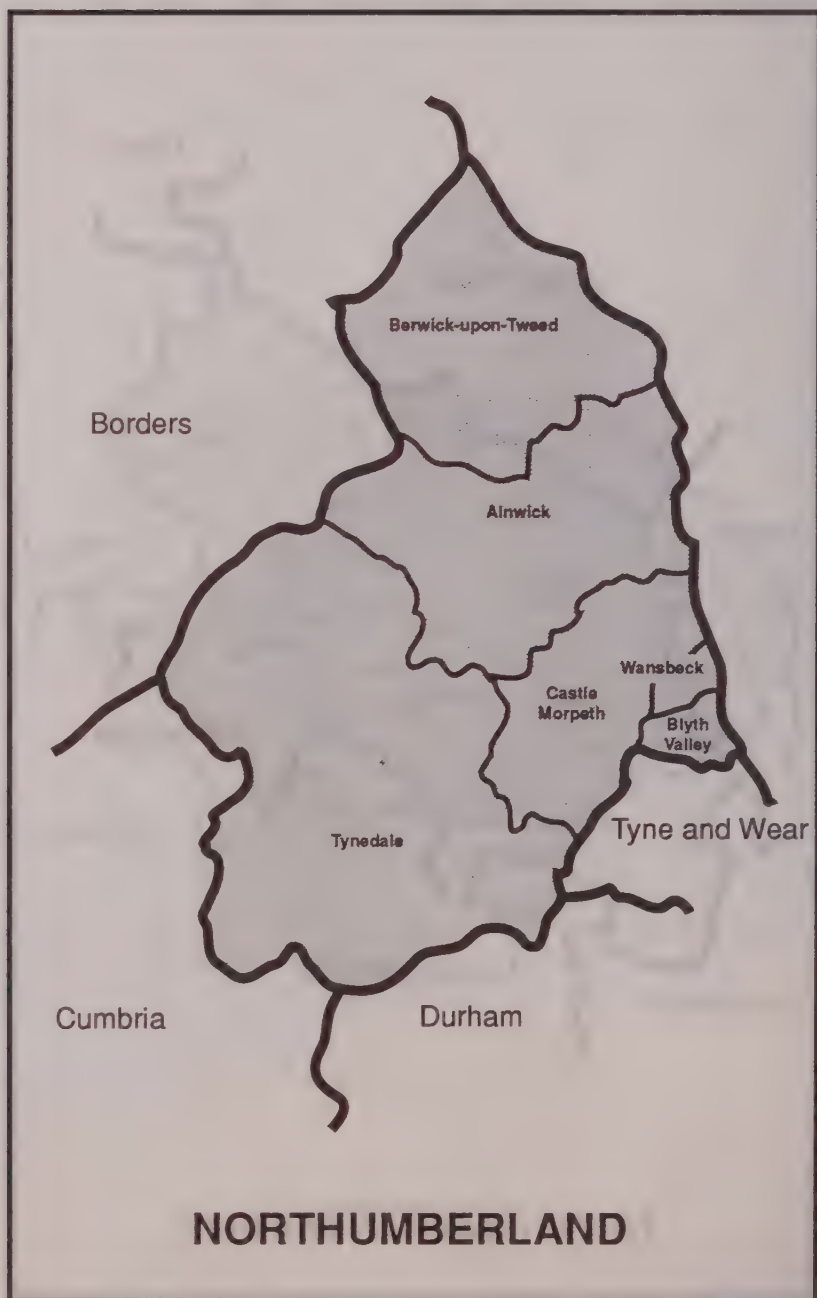 Berwick-upon-Tweed
Borders
Alnwick
Wansbeck
Castle
Morpeth
Blyth
Valley
Tyne and Wear
Tynedale
Cumbria
Durham
NORTHUMBERLAND